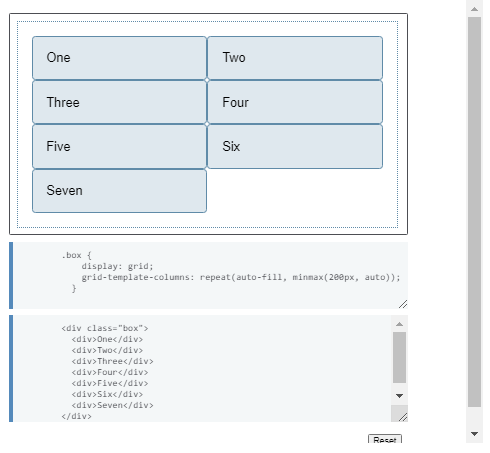 One Two
Three Four
Five Six
Seven
.box {
display: grid;
grid-template-columns: repeat(auto-fill, minmax(200px, auto));
}
<div class="box">
<div>One</div>
<div>Two</div>
<div>Three</div>
<div>Four</div>
<div>Five</div>
<div>Six</div>
<div>Seven</div>
</div>
Reset